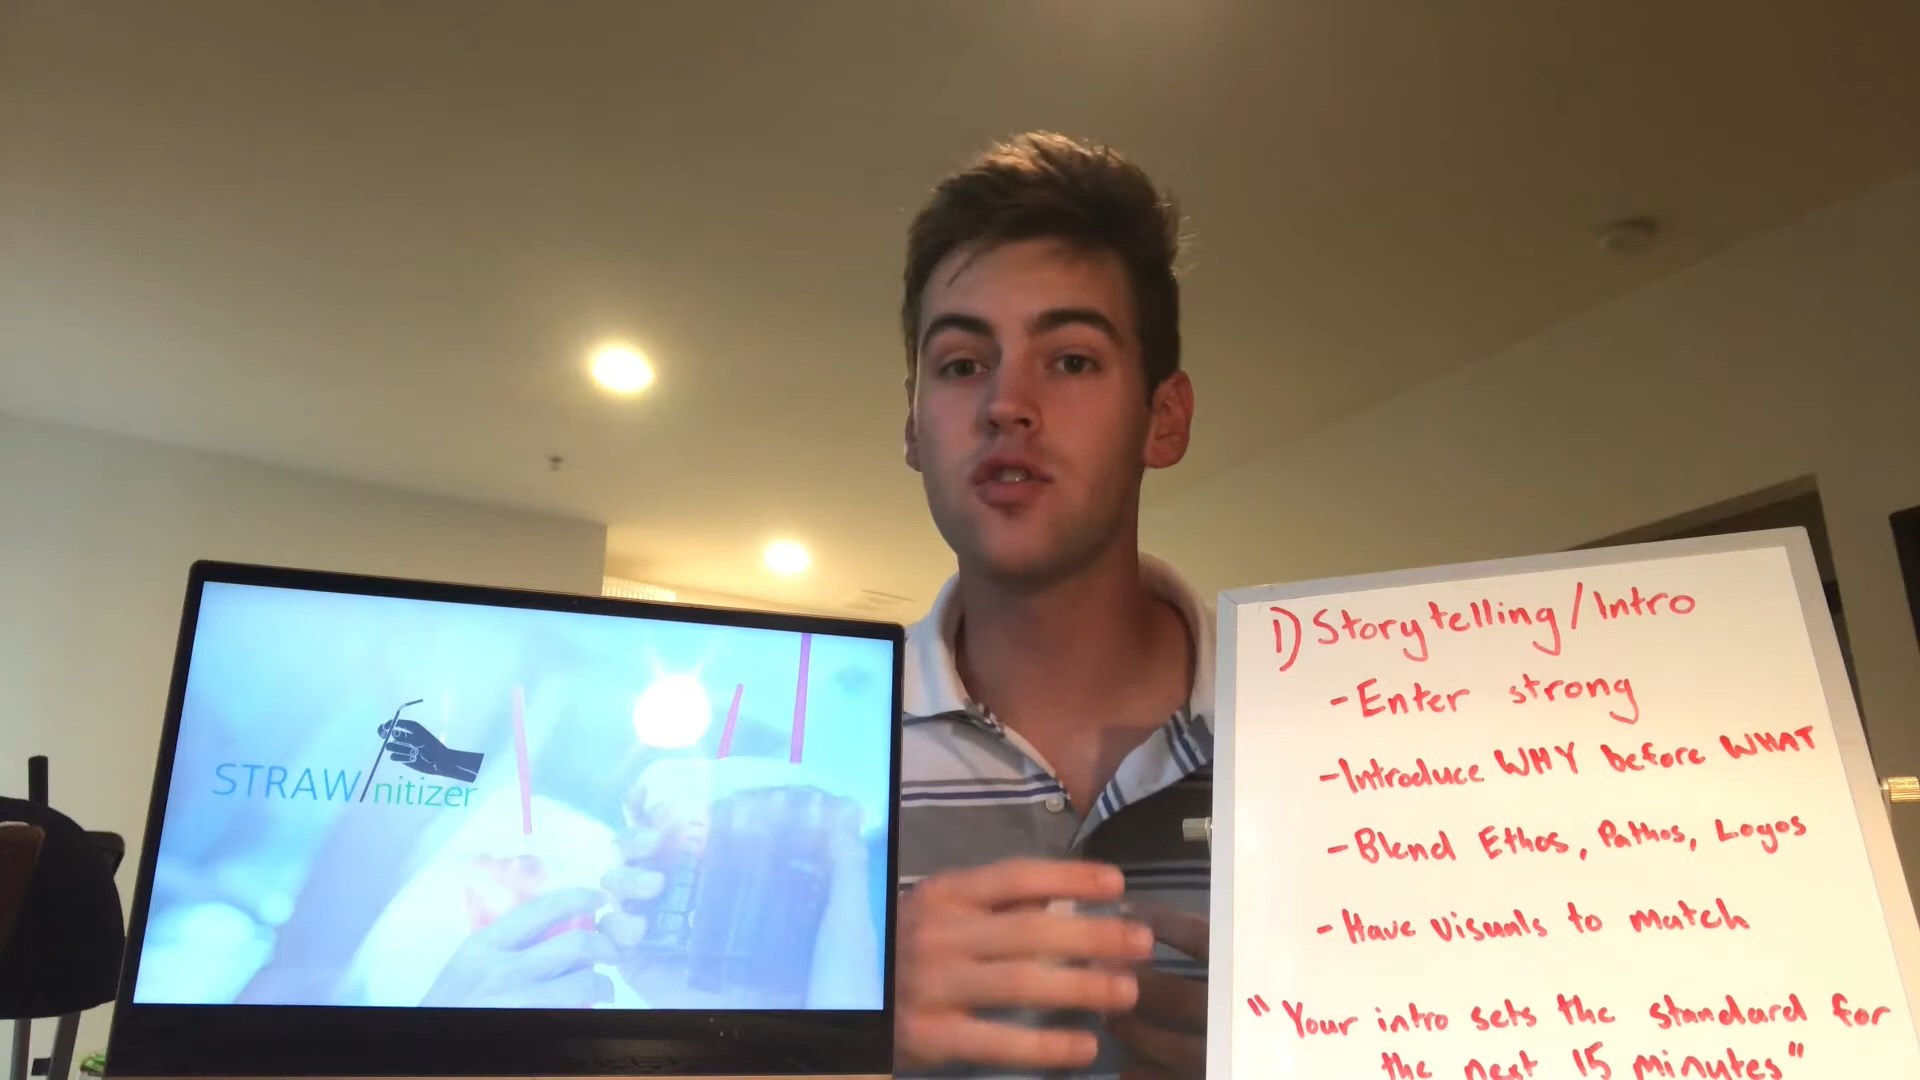 STRAW/nitizer
1) Storytelling/Intro
- Enter strong
- Introduce WHY before WHAT
- Blend Ethos, Pathos, Logos
- Have visuals to match
"Your intro sets the standard for
the next 15 minutes"